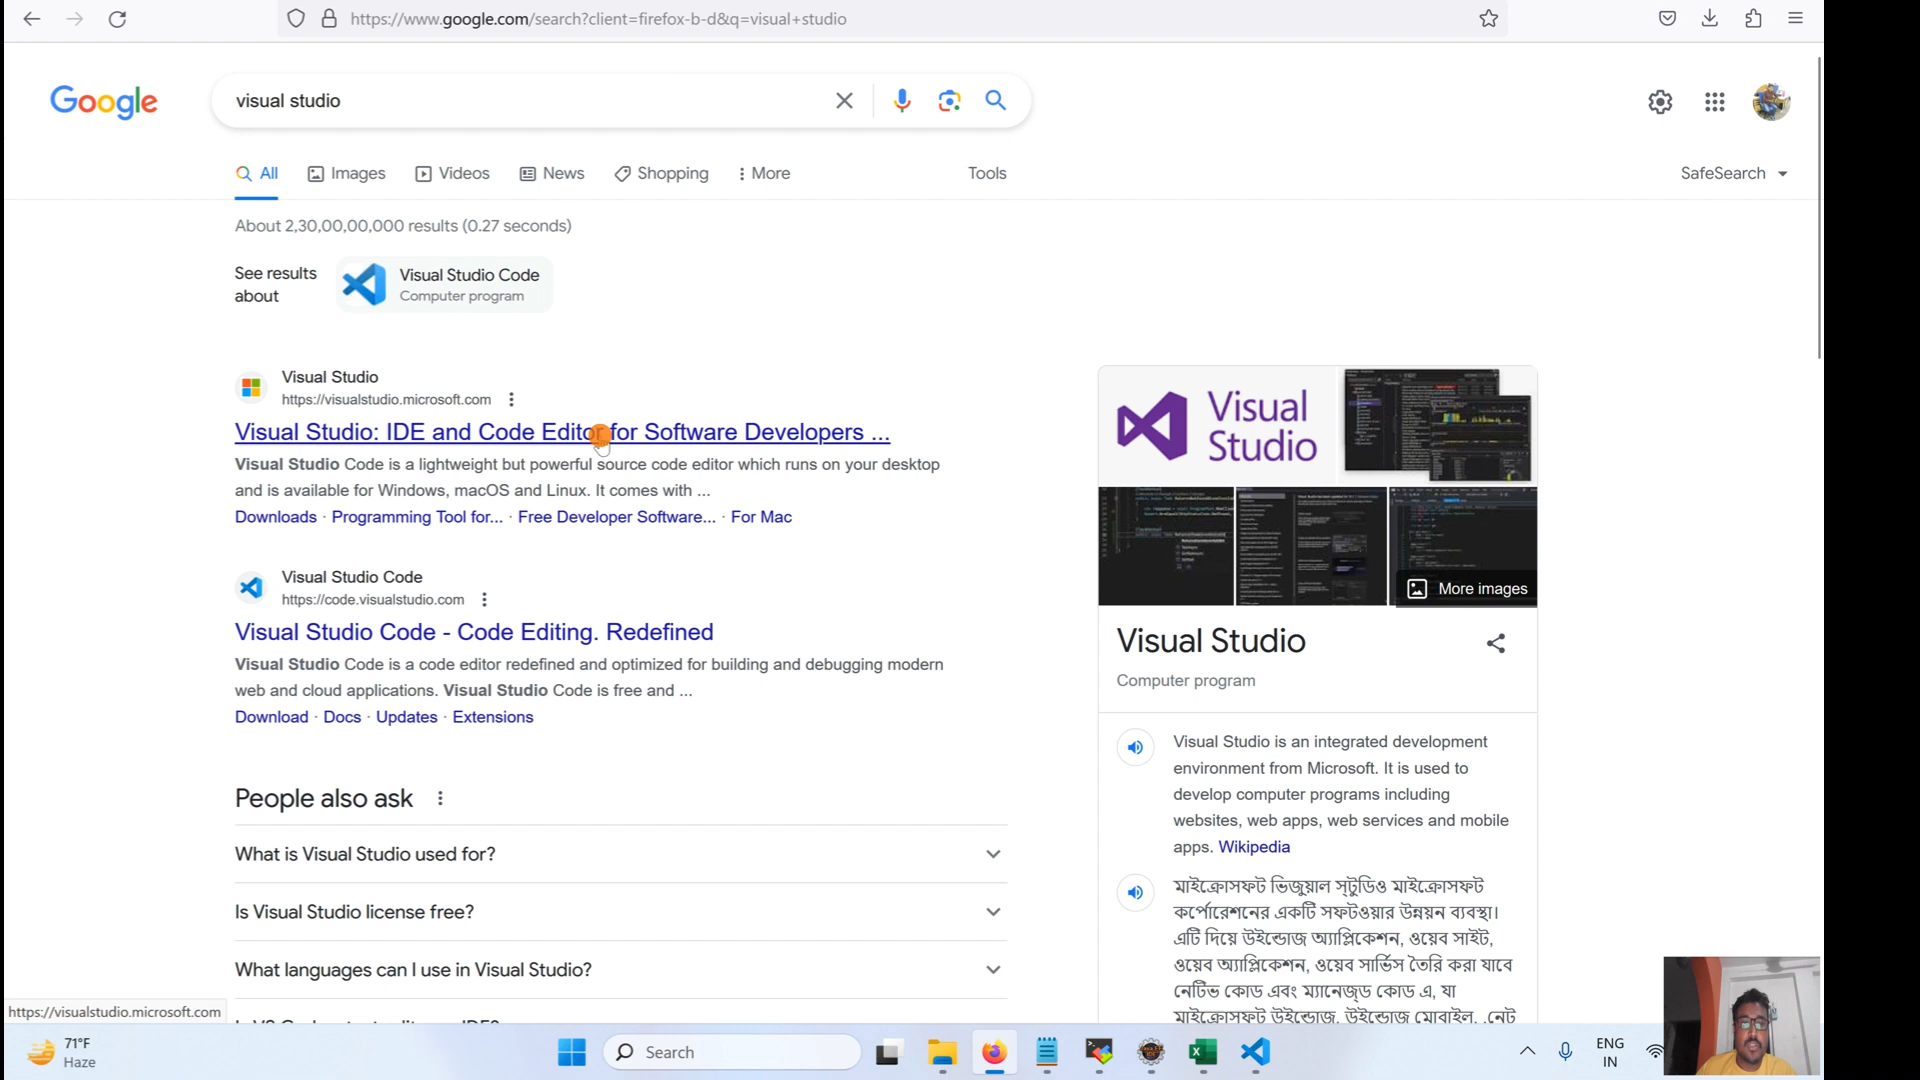 https://www.google.com/search?client=firefox-b-d&q=visual+studio
Google
visual studio
All
Images
Videos
News
Shopping
More
Tools
SafeSearch
About 2,30,00,00,000 results (0.27 seconds)
See results
about
Visual Studio Code
Computer program
Visual Studio
https://visualstudio.microsoft.com
Visual Studio: IDE and Code Editor for Software Developers ...
Visual Studio Code is a lightweight but powerful source code editor which runs on your desktop
and is available for Windows, macOS and Linux. It comes with ...
Downloads · Programming Tool for... · Free Developer Software... · For Mac
Visual Studio Code
https://code.visualstudio.com
Visual Studio Code - Code Editing. Redefined
Visual Studio Code is a code editor redefined and optimized for building and debugging modern
web and cloud applications. Visual Studio Code is free and ...
Download · Docs · Updates · Extensions
People also ask
What is Visual Studio used for?
Is Visual Studio license free?
What languages can I use in Visual Studio?
Visual
Studio
More images
Visual Studio
Computer program
Visual Studio is an integrated development
environment from Microsoft. It is used to
develop computer programs including
websites, web apps, web services and mobile
apps. Wikipedia
মাইক্রোসফট ভিজুয়াল স্টুডিও মাইক্রোসফট
কর্পোরেশনের একটি সফটওয়ার উন্নয়ন ব্যবস্থা।
এটি দিয়ে উইন্ডোজ অ্যাপ্লিকেশন, ওয়েব সাইট,
ওয়েব অ্যাপ্লিকেশন, ওয়েব সার্ভিস তৈরি করা যাবে
নেটিভ কোড এবং ম্যানেজ্ড কোড এ, যা
মাইক্রোসফট উইন্ডোজ, উইন্ডোজ মোবাইল, .নেট
https://visualstudio.microsoft.com
71°F
Haze
Search
ENG
IN